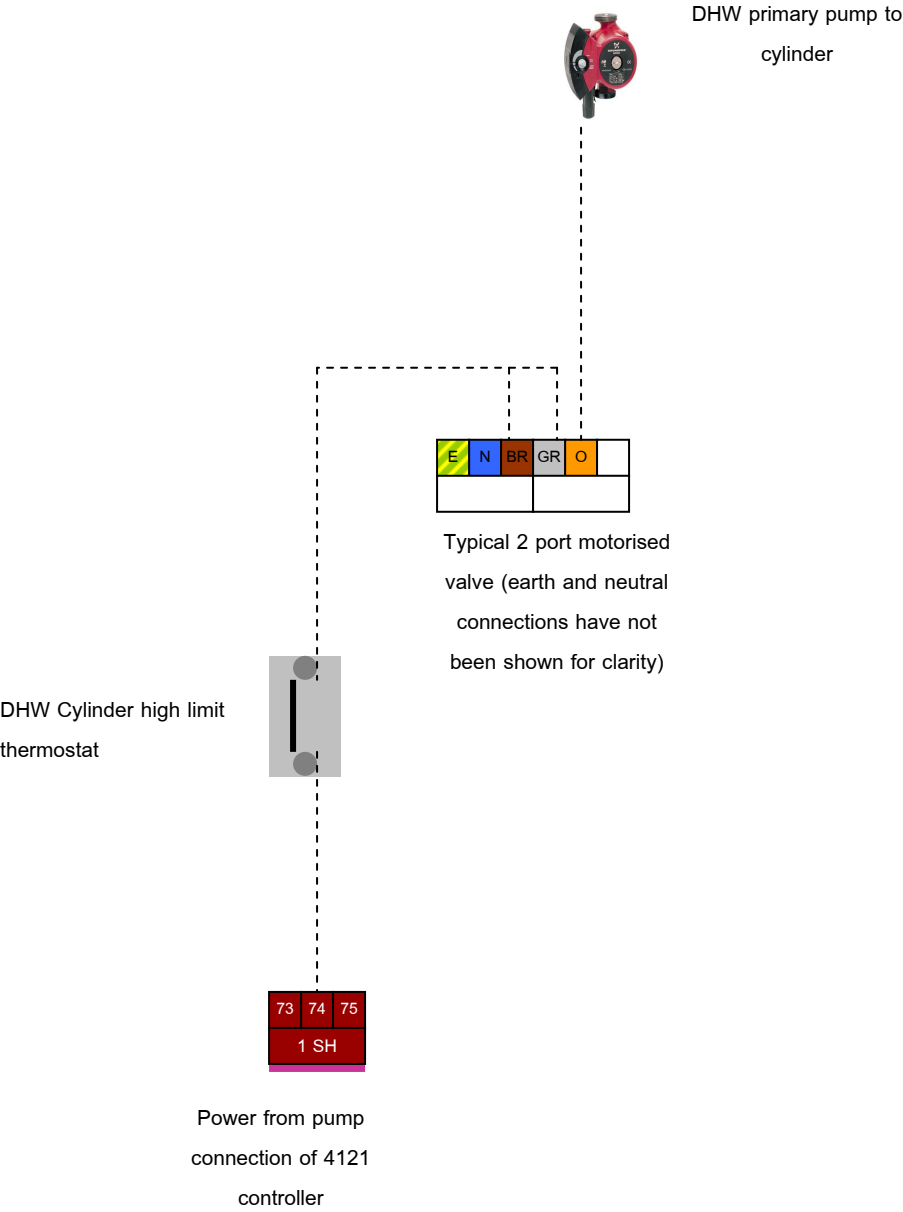 DHW primary pump to
cylinder
E N BR GR O
Typical 2 port motorised
valve (earth and neutral
connections have not
been shown for clarity)
DHW Cylinder high limit
thermostat
73 74 75
1 SH
Power from pump
connection of 4121
controller